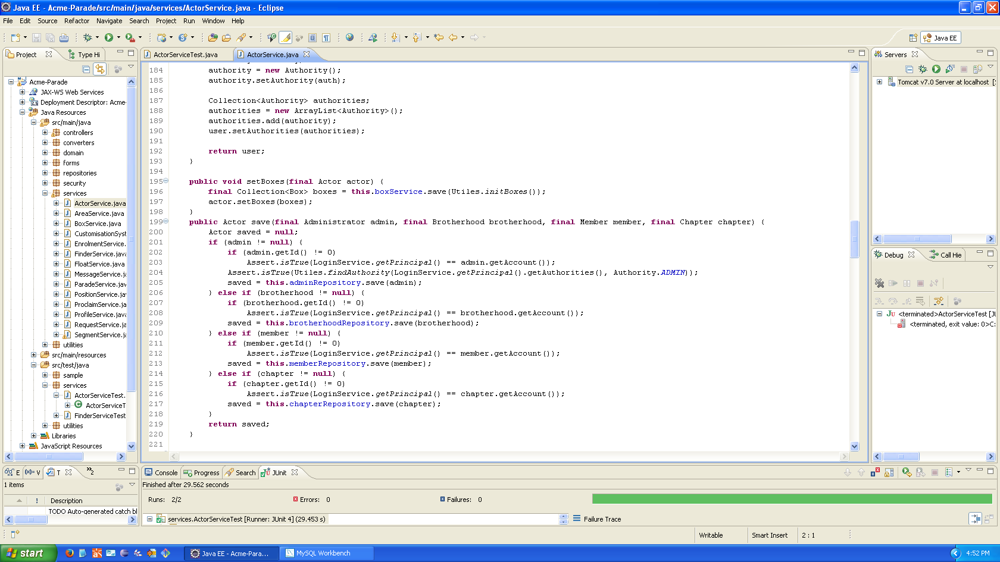 Java EE - Acme-Parade/src/main/java/services/ActorService.java - Eclipse
File Edit Source Refactor Navigate Search Project Run Window Help
Java EE
Project
Type Hi
ActorServiceTest.java
ActorService.java
Servers
Acme-Parade
JAX-WS Web Services
Deployment Descriptor: Acme-
Java Resources
src/main/java
controllers
converters
domain
forms
repositories
security
services
ActorService.java
AreaService.java
BoxService.java
CustomisationSyst
EnrolmentService.
FinderService.java
FloatService.java
MessageService.ja
ParadeService.jav
PositionService.jav
ProclaimService.jav
ProfileService.java
RequestService.ja
SegmentService.ja
utilities
src/main/resources
src/test/java
sample
services
ActorServiceTest.
ActorServiceT
FinderServiceTest
utilities
Libraries
JavaScript Resources
184 authority = new Authority();
185 authority.setAuthority(auth);
186
187 Collection<Authority> authorities;
188 authorities = new ArrayList<Authority>();
189 authorities.add(authority);
190 user.setAuthorities(authorities);
191
192 return user;
193 }
194
195 public void setBoxes(final Actor actor) {
196 final Collection<Box> boxes = this.boxService.save(Utiles.initBoxes());
197 actor.setBoxes(boxes);
198 }
199 public Actor save(final Administrator admin, final Brotherhood brotherhood, final Member member, final Chapter chapter) {
200 Actor saved = null;
201 if (admin != null) {
202 if (admin.getId() != 0)
203 Assert.isTrue(LoginService.getPrincipal() == admin.getAccount());
204 Assert.isTrue(Utiles.findAuthority(LoginService.getPrincipal().getAuthorities(), Authority.ADMIN));
205 saved = this.adminRepository.save(admin);
206 } else if (brotherhood != null) {
207 if (brotherhood.getId() != 0)
208 Assert.isTrue(LoginService.getPrincipal() == brotherhood.getAccount());
209 saved = this.brotherhoodRepository.save(brotherhood);
210 } else if (member != null) {
211 if (member.getId() != 0)
212 Assert.isTrue(LoginService.getPrincipal() == member.getAccount());
213 saved = this.memberRepository.save(member);
214 } else if (chapter != null) {
215 if (chapter.getId() != 0)
216 Assert.isTrue(LoginService.getPrincipal() == chapter.getAccount());
217 saved = this.chapterRepository.save(chapter);
218 }
219 return saved;
220 }
221
Tomcat v7.0 Server at localhost [
Debug
Call Hie
<terminated>ActorServiceTest [JU
<terminated, exit value: 0>C:
E
(x)= V
T
»2
1 items
! Description
TODO Auto-generated catch bl
Console
Progress
Search
JUnit
Finished after 29.562 seconds
Runs: 2/2
Errors: 0
Failures: 0
services.ActorServiceTest [Runner: JUnit 4] (29.453 s)
Failure Trace
Writable
Smart Insert
2 : 1
start
Java EE - Acme-Para...
MySQL Workbench
4:52 PM